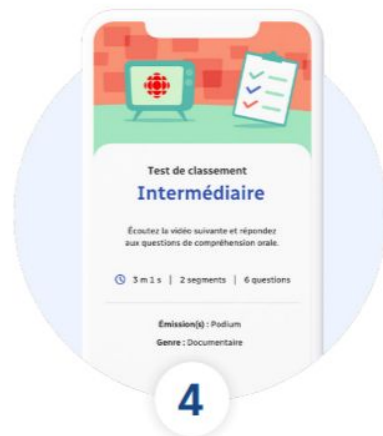 Test de classement
Intermédiaire
Écoutez la vidéo suivante et répondez
aux questions de compréhension orale.
3 m 1 s | 2 segments | 6 questions
Émission(s) : Podium
Genre : Documentaire
4